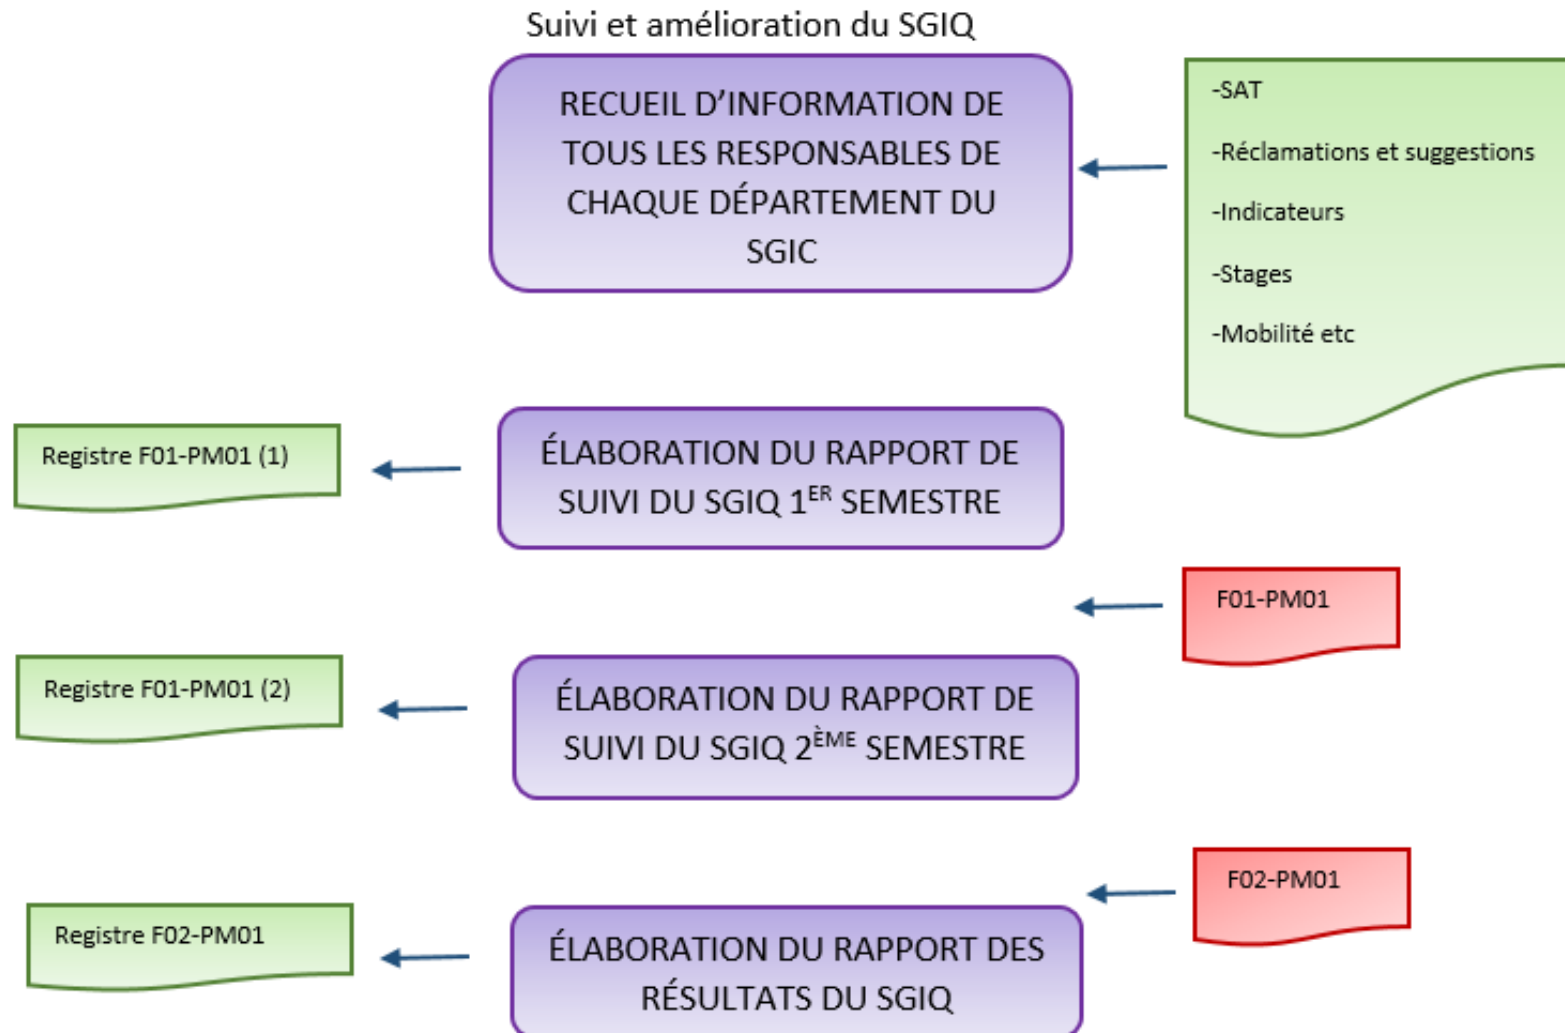 Suivi et amélioration du SGIQ
RECUEIL D’INFORMATION DE
TOUS LES RESPONSABLES DE
CHAQUE DÉPARTEMENT DU
SGIC
-SAT
-Réclamations et suggestions
-Indicateurs
-Stages
-Mobilité etc
Registre F01-PM01 (1)
ÉLABORATION DU RAPPORT DE
SUIVI DU SGIQ 1ER SEMESTRE
F01-PM01
Registre F01-PM01 (2)
ÉLABORATION DU RAPPORT DE
SUIVI DU SGIQ 2ÈME SEMESTRE
F02-PM01
Registre F02-PM01
ÉLABORATION DU RAPPORT DES
RÉSULTATS DU SGIQ